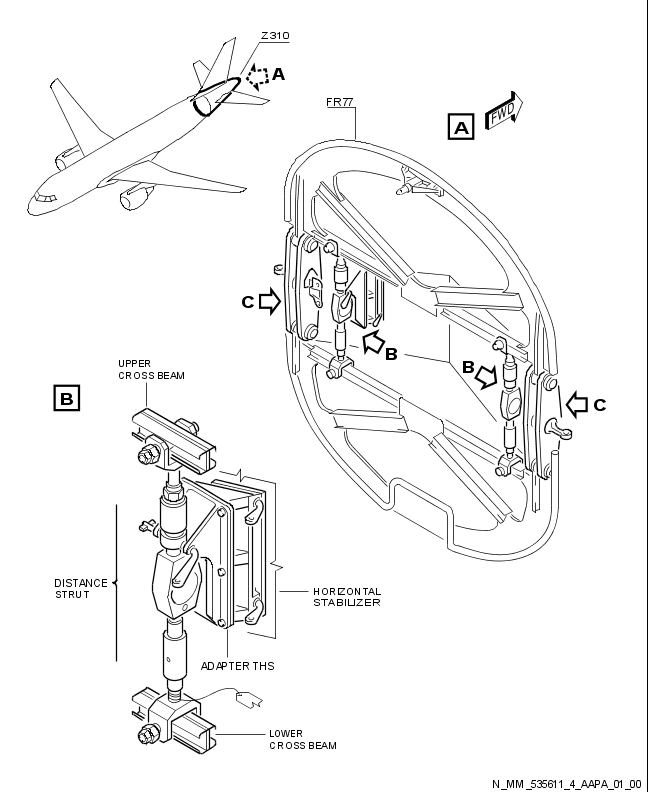 Z310
A
FR77
A
FWD
C
B
B
C
B
UPPER
CROSS BEAM
DISTANCE
STRUT
HORIZONTAL
STABILIZER
ADAPTER THS
LOWER
CROSS BEAM
N_MM_535611_4_AAPA_01_00